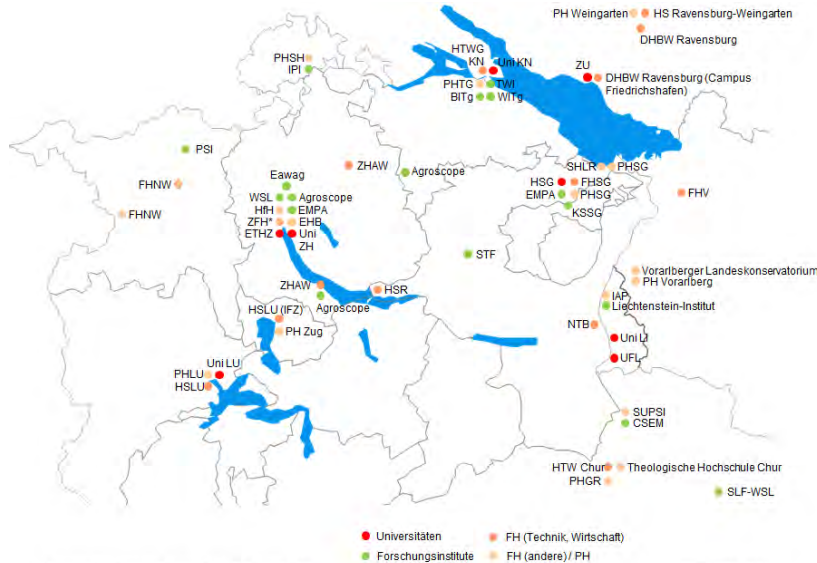 PH Weingarten HS Ravensburg-Weingarten
DHBW Ravensburg
HTWG
KN Uni KN
ZU
DHBW Ravensburg (Campus
Friedrichshafen)
PHSH
IPI
PHTG TWI
BITg WITg
PSI
ZHAW
Agroscope
SHLR PHSG
FHNW
Eawag
HSG FHSG
EMPA PHSG
KSSG
FHV
WSL Agroscope
HfH EMPA
ZFH* EHB
ETHZ Uni
ZH
FHNW
STF
Vorarlberger Landeskonservatorium
PH Vorarlberg
ZHAW
Agroscope
HSR
IAP
Liechtenstein-Institut
HSLU (IFZ)
PH Zug
NTB
Uni LI
UFL
Uni LU
PHLU
HSLU
SUPSI
CSEM
HTW Chur Theologische Hochschule Chur
PHGR
SLF-WSL
Universitäten FH (Technik, Wirtschaft)
Forschungsinstitute FH (andere) / PH